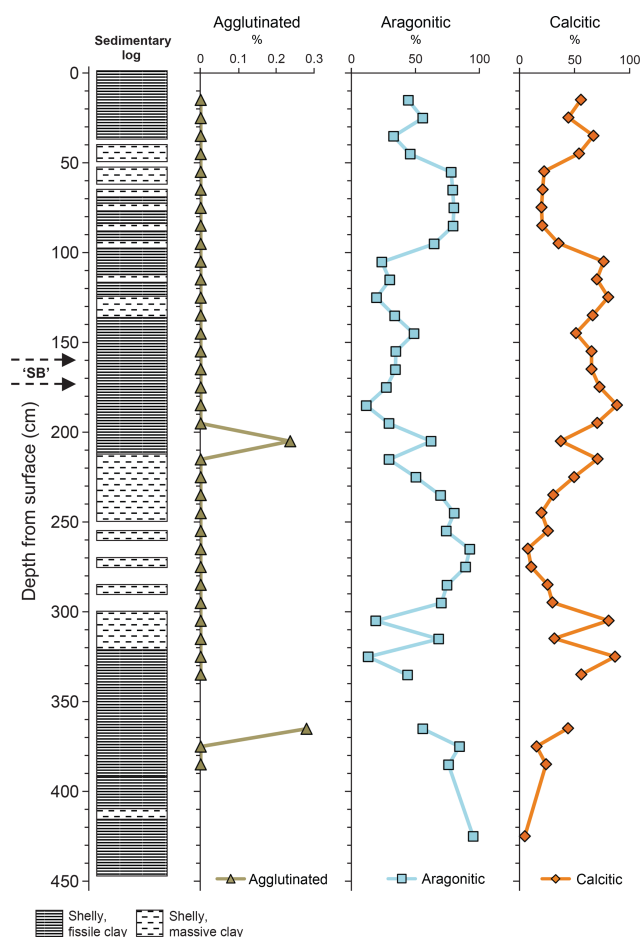 Agglutinated
%
0 0.1 0.2 0.3
Aragonitic
%
0 50 100
Calcitic
%
0 50 100
Sedimentary
log
0
50
100
150
‘SB’
200
250
300
350
400
450
Depth from surface (cm)
Agglutinated
Aragonitic
Calcitic
Shelly,
fissile clay
Shelly,
massive clay